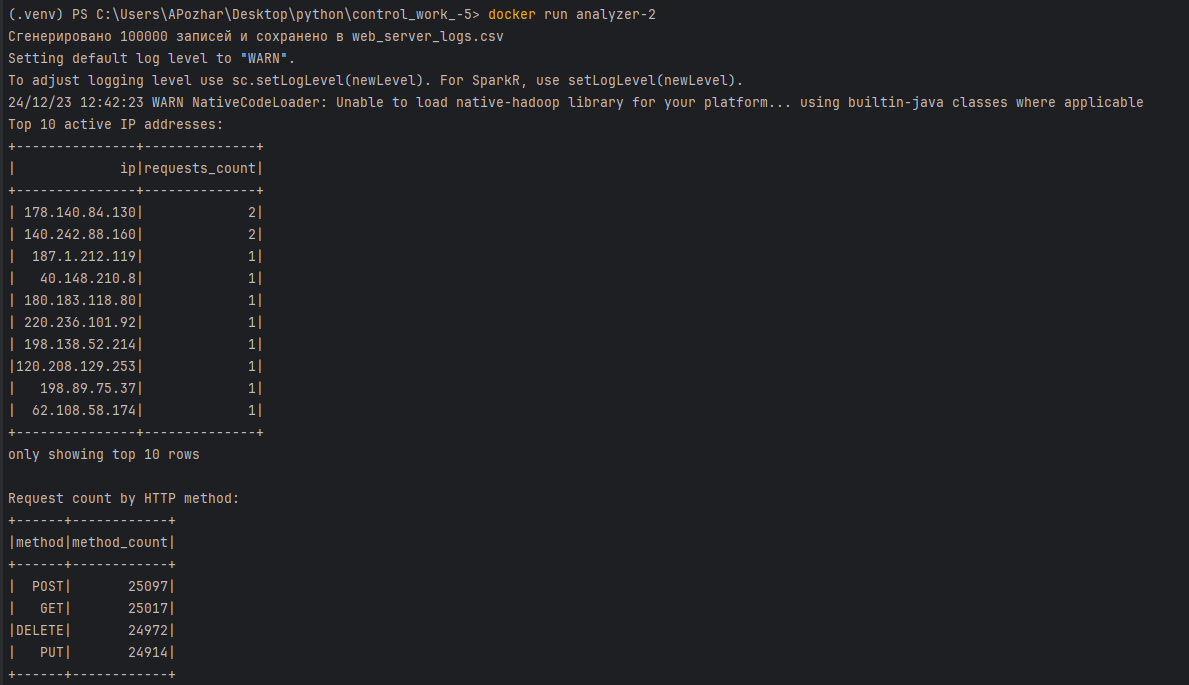 (.venv) PS C:\Users\APozhar\Desktop\python\control_work_-5> docker run analyzer-2
Сгенерировано 100000 записей и сохранено в web_server_logs.csv
Setting default log level to "WARN".
To adjust logging level use sc.setLogLevel(newLevel). For SparkR, use setLogLevel(newLevel).
24/12/23 12:42:23 WARN NativeCodeLoader: Unable to load native-hadoop library for your platform... using builtin-java classes where applicable
Top 10 active IP addresses:
+---------------+--------------+
|             ip|requests_count|
+---------------+--------------+
| 178.140.84.130|             2|
| 140.242.88.160|             2|
|  187.1.212.119|             1|
|   40.148.210.8|             1|
| 180.183.118.80|             1|
| 220.236.101.92|             1|
| 198.138.52.214|             1|
|120.208.129.253|             1|
|   198.89.75.37|             1|
|  62.108.58.174|             1|
+---------------+--------------+
only showing top 10 rows

Request count by HTTP method:
+------+------------+
|method|method_count|
+------+------------+
|  POST|       25097|
|   GET|       25017|
|DELETE|       24972|
|   PUT|       24914|
+------+------------+